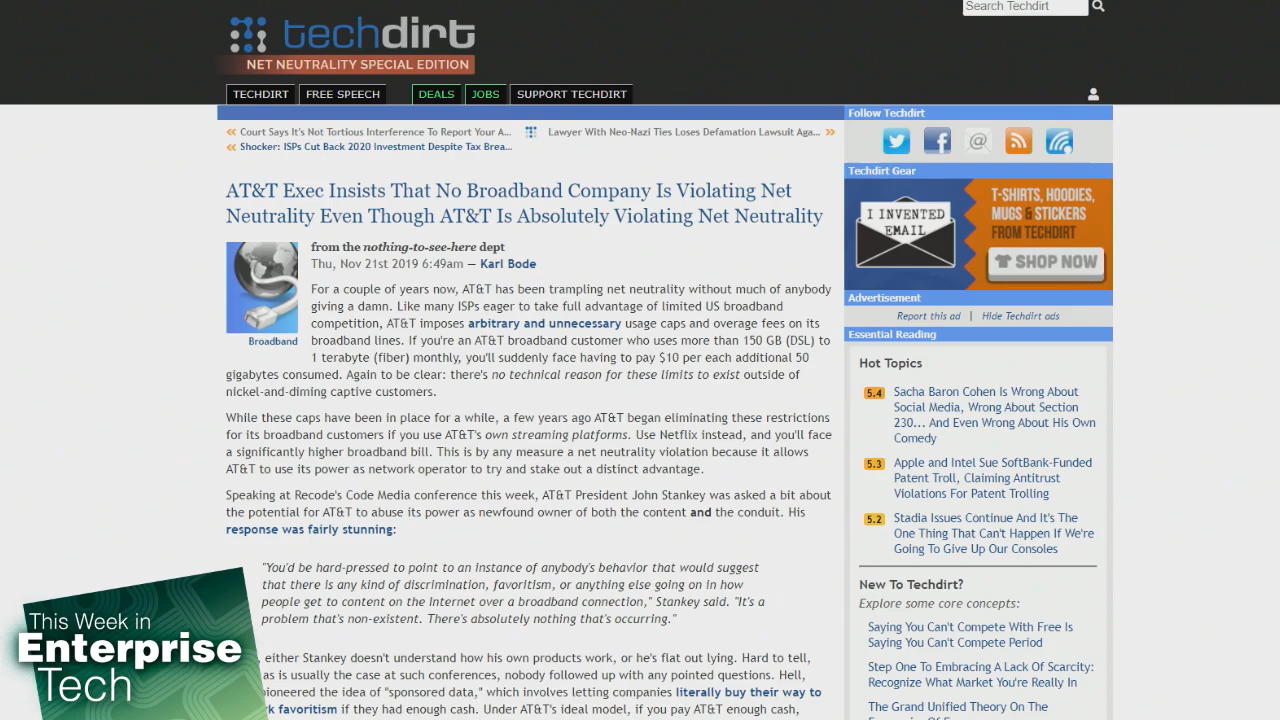 Search Techdirt
techdirt
NET NEUTRALITY SPECIAL EDITION
TECHDIRT
FREE SPEECH
DEALS
JOBS
SUPPORT TECHDIRT
Court Says It's Not Tortious Interference To Report Your A...
Lawyer With Neo-Nazi Ties Loses Defamation Lawsuit Aga...
Shocker: ISPs Cut Back 2020 Investment Despite Tax Brea...
AT&T Exec Insists That No Broadband Company Is Violating Net
Neutrality Even Though AT&T Is Absolutely Violating Net Neutrality
from the nothing-to-see-here dept
Thu, Nov 21st 2019 6:49am — Karl Bode
Broadband
For a couple of years now, AT&T has been trampling net neutrality without much of anybody
giving a damn. Like many ISPs eager to take full advantage of limited US broadband
competition, AT&T imposes arbitrary and unnecessary usage caps and overage fees on its
broadband lines. If you're an AT&T broadband customer who uses more than 150 GB (DSL) to
1 terabyte (fiber) monthly, you'll suddenly face having to pay $10 per each additional 50
gigabytes consumed. Again to be clear: there's no technical reason for these limits to exist outside of
nickel-and-diming captive customers.
While these caps have been in place for a while, a few years ago AT&T began eliminating these restrictions
for its broadband customers if you use AT&T's own streaming platforms. Use Netflix instead, and you'll face
a significantly higher broadband bill. This is by any measure a net neutrality violation because it allows
AT&T to use its power as network operator to try and stake out a distinct advantage.
Speaking at Recode's Code Media conference this week, AT&T President John Stankey was asked a bit about
the potential for AT&T to abuse its power as newfound owner of both the content and the conduit. His
response was fairly stunning:
"You'd be hard-pressed to point to an instance of anybody's behavior that would suggest
that there is any kind of discrimination, favoritism, or anything else going on in how
people get to content on the Internet over a broadband connection," Stankey said. "It's a
problem that's non-existent. There's absolutely nothing that's occurring."
, either Stankey doesn't understand how his own products work, or he's flat out lying. Hard to tell,
as is usually the case at such conferences, nobody followed up with any pointed questions. Hell,
ioneered the idea of "sponsored data," which involves letting companies literally buy their way to
rk favoritism if they had enough cash. Under AT&T's ideal model, if you pay AT&T enough cash,
Follow Techdirt
Techdirt Gear
I INVENTED
EMAIL
T-SHIRTS, HOODIES,
MUGS & STICKERS
FROM TECHDIRT
SHOP NOW
Advertisement
Report this ad | Hide Techdirt ads
Essential Reading
Hot Topics
5.4 Sacha Baron Cohen Is Wrong About
Social Media, Wrong About Section
230... And Even Wrong About His Own
Comedy
5.3 Apple and Intel Sue SoftBank-Funded
Patent Troll, Claiming Antitrust
Violations For Patent Trolling
5.2 Stadia Issues Continue And It's The
One Thing That Can't Happen If We're
Going To Give Up Our Consoles
New To Techdirt?
Explore some core concepts:
Saying You Can't Compete With Free Is
Saying You Can't Compete Period
Step One To Embracing A Lack Of Scarcity:
Recognize What Market You're Really In
The Grand Unified Theory On The
This Week in
Enterprise
Tech